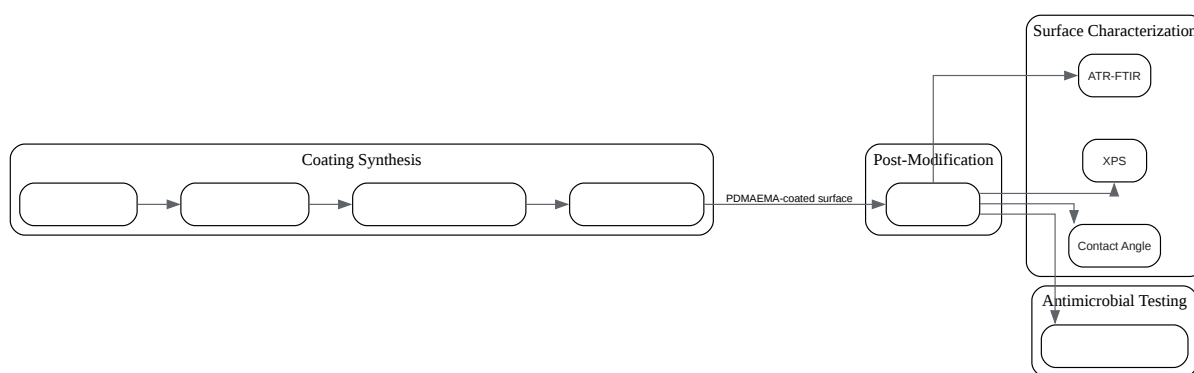 Surface Characterization
ATR-FTIR
Coating Synthesis
Post-Modification
XPS
PDMAEMA-coated surface
Contact Angle
Antimicrobial Testing